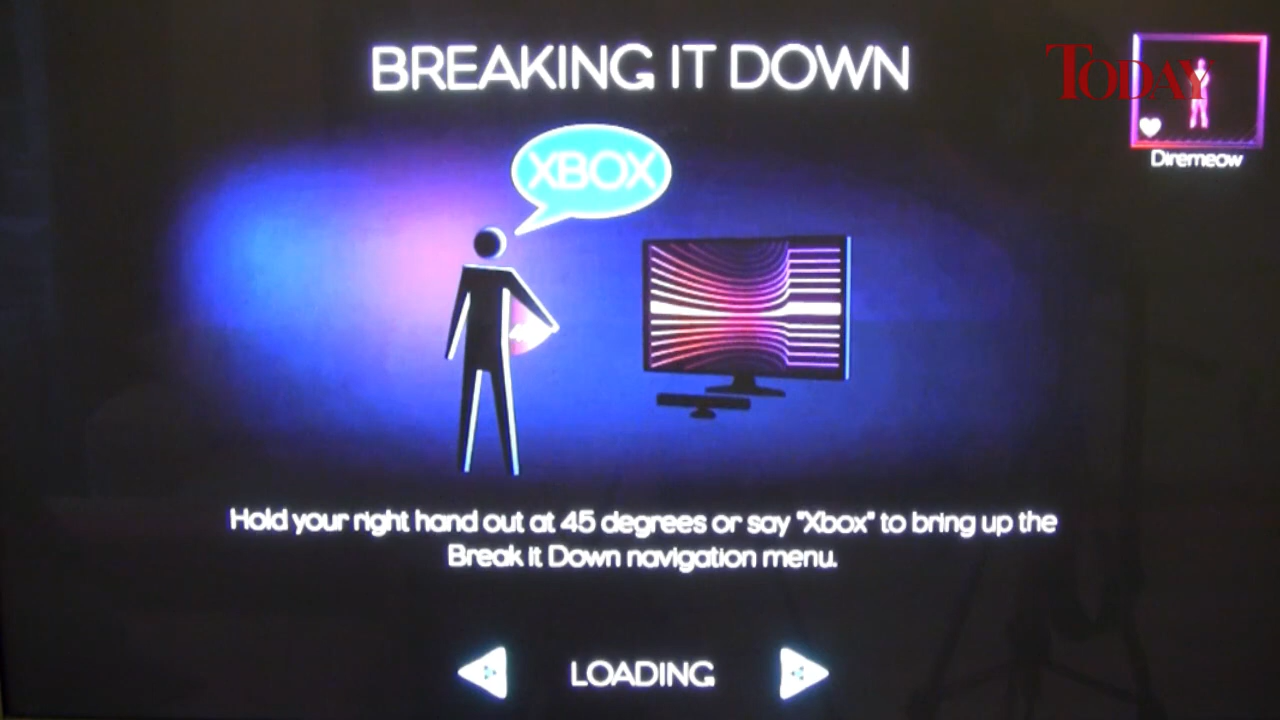 BREAKING IT DOWN
TODAY
Diremeow
XBOX
Hold your right hand out at 45 degrees or say "Xbox" to bring up the
Break It Down navigation menu.
LOADING